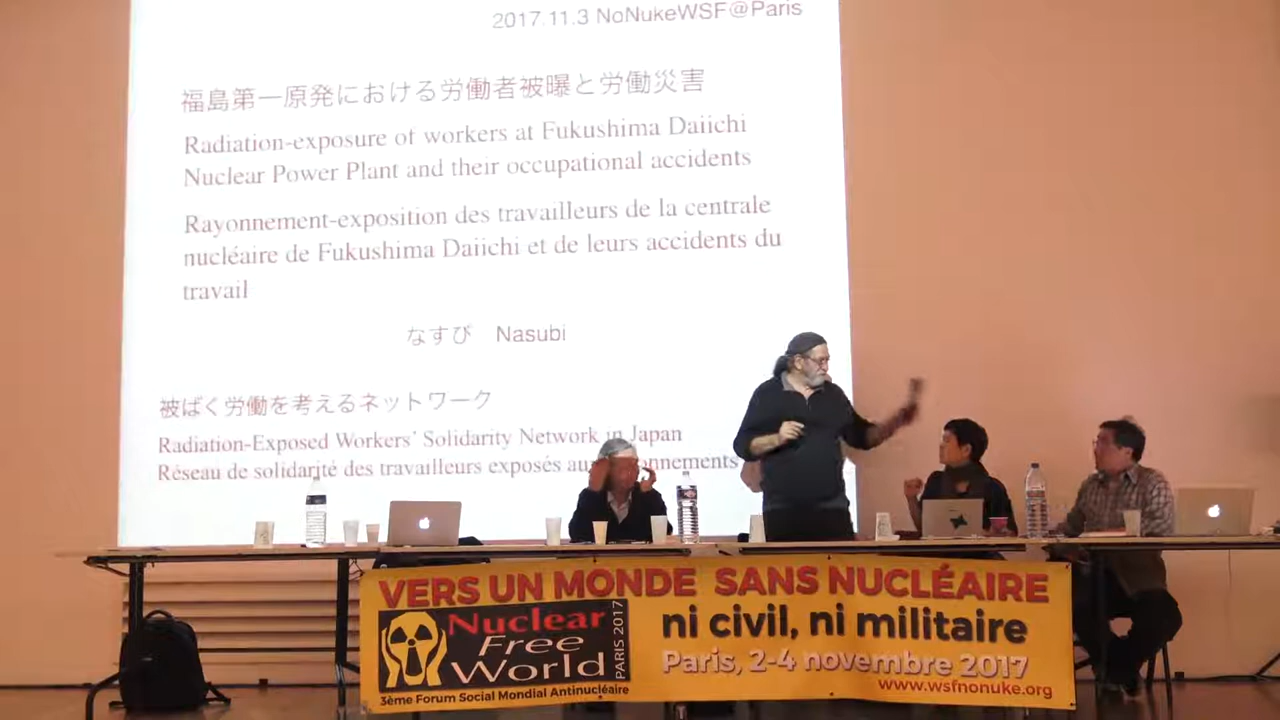 2017.11.3 NoNukeWSF@Paris
福島第一原発における労働者被曝と労働災害
Radiation-exposure of workers at Fukushima Daiichi
Nuclear Power Plant and their occupational accidents
Rayonnement-exposition des travailleurs de la centrale
nucléaire de Fukushima Daiichi et de leurs accidents du
travail
なすび Nasubi
被ばく労働を考えるネットワーク
Radiation-Exposed Workers' Solidarity Network in Japan
Réseau de solidarité des travailleurs exposés
VERS UN MONDE SANS NUCLÉAIRE
ni civil, ni militaire
Paris, 2-4 novembre 2017
www.wsfnonuke.org
Nuclear
Free
World
PARIS 2017
3ème Forum Social Mondial Antinucléaire